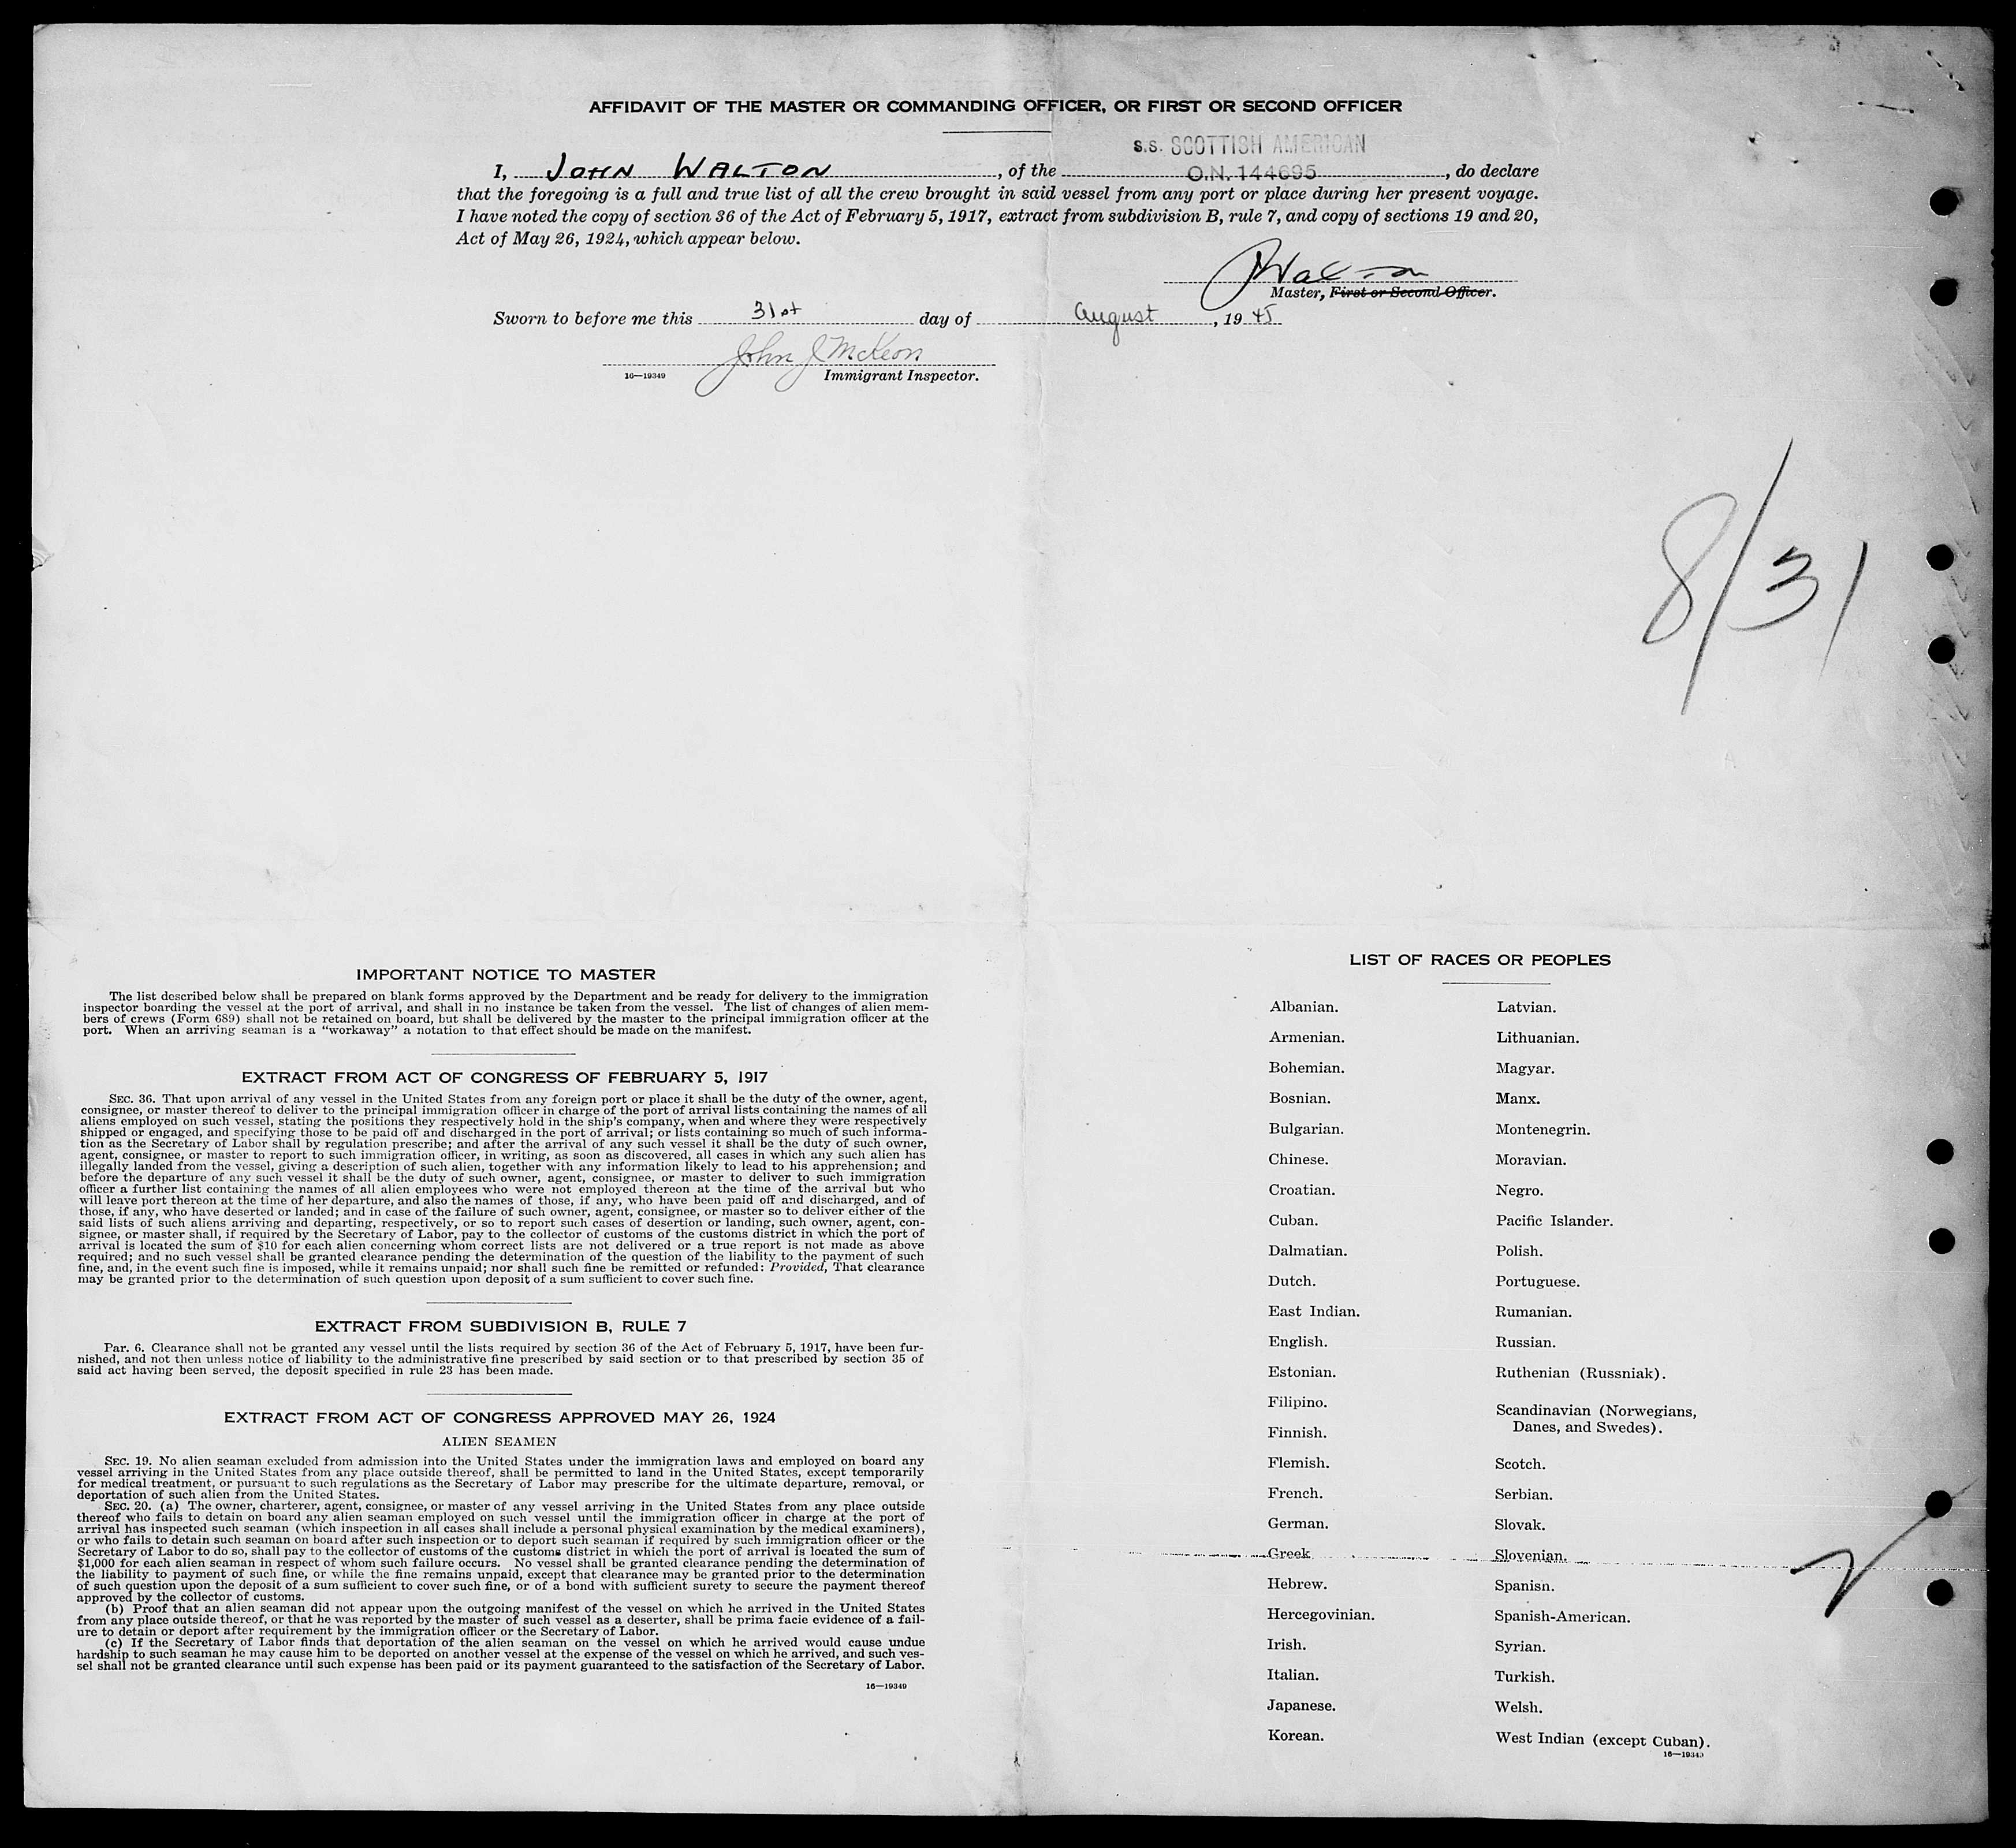 AFFIDAVIT OF THE MASTER OR COMMANDING OFFICER, OR FIRST OR SECOND OFFICER
S.S. SCOTTISH AMERICAN
I, JOHN WALTON, of the O.N. 144695, do declare
that the foregoing is a full and true list of all the crew brought in said vessel from any port or place during her present voyage.
I have noted the copy of section 36 of the Act of February 5, 1917, extract from subdivision B, rule 7, and copy of sections 19 and 20,
Act of May 26, 1924, which appear below.
JWalton
Master, First or Second Officer.
Sworn to before me this 31st day of August, 1945
John J McKeon
16—19349 Immigrant Inspector.
8/31
IMPORTANT NOTICE TO MASTER
The list described below shall be prepared on blank forms approved by the Department and be ready for delivery to the immigration
inspector boarding the vessel at the port of arrival, and shall in no instance be taken from the vessel. The list of changes of alien mem-
bers of crews (Form 689) shall not be retained on board, but shall be delivered by the master to the principal immigration officer at the
port. When an arriving seaman is a "workaway" a notation to that effect should be made on the manifest.
EXTRACT FROM ACT OF CONGRESS OF FEBRUARY 5, 1917
SEC. 36. That upon arrival of any vessel in the United States from any foreign port or place it shall be the duty of the owner, agent,
consignee, or master thereof to deliver to the principal immigration officer in charge of the port of arrival lists containing the names of all
aliens employed on such vessel, stating the positions they respectively hold in the ship's company, when and where they were respectively
shipped or engaged, and specifying those to be paid off and discharged in the port of arrival; or lists containing so much of such informa-
tion as the Secretary of Labor shall by regulation prescribe; and after the arrival of any such vessel it shall be the duty of such owner,
agent, consignee, or master to report to such immigration officer, in writing, as soon as discovered, all cases in which any such alien has
illegally landed from the vessel, giving a description of such alien, together with any information likely to lead to his apprehension; and
before the departure of any such vessel it shall be the duty of such owner, agent, consignee, or master to deliver to such immigration
officer a further list containing the names of all alien employees who were not employed thereon at the time of the arrival but who
will leave port thereon at the time of her departure, and also the names of those, if any, who have been paid off and discharged, and of
those, if any, who have deserted or landed; and in case of the failure of such owner, agent, consignee, or master so to deliver either of the
said lists of such aliens arriving and departing, respectively, or so to report such cases of desertion or landing, such owner, agent, con-
signee, or master shall, if required by the Secretary of Labor, pay to the collector of customs of the customs district in which the port of
arrival is located the sum of $10 for each alien concerning whom correct lists are not delivered or a true report is not made as above
required; and no such vessel shall be granted clearance pending the determination of the question of the liability to the payment of such
fine, and, in the event such fine is imposed, while it remains unpaid; nor shall such fine be remitted or refunded: Provided, That clearance
may be granted prior to the determination of such question upon deposit of a sum sufficient to cover such fine.
EXTRACT FROM SUBDIVISION B, RULE 7
Par. 6. Clearance shall not be granted any vessel until the lists required by section 36 of the Act of February 5, 1917, have been fur-
nished, and not then unless notice of liability to the administrative fine prescribed by said section or to that prescribed by section 35 of
said act having been served, the deposit specified in rule 23 has been made.
EXTRACT FROM ACT OF CONGRESS APPROVED MAY 26, 1924
ALIEN SEAMEN
SEC. 19. No alien seaman excluded from admission into the United States under the immigration laws and employed on board any
vessel arriving in the United States from any place outside thereof, shall be permitted to land in the United States, except temporarily
for medical treatment, or pursuant to such regulations as the Secretary of Labor may prescribe for the ultimate departure, removal, or
deportation of such alien from the United States.
SEC. 20. (a) The owner, charterer, agent, consignee, or master of any vessel arriving in the United States from any place outside
thereof who fails to detain on board any alien seaman employed on such vessel until the immigration officer in charge at the port of
arrival has inspected such seaman (which inspection in all cases shall include a personal physical examination by the medical examiners),
or who fails to detain such seaman on board after such inspection or to deport such seaman if required by such immigration officer or the
Secretary of Labor to do so, shall pay to the collector of customs of the customs district in which the port of arrival is located the sum of
$1,000 for each alien seaman in respect of whom such failure occurs. No vessel shall be granted clearance pending the determination of
the liability to payment of such fine, or while the fine remains unpaid, except that clearance may be granted prior to the determination
of such question upon the deposit of a sum sufficient to cover such fine, or of a bond with sufficient surety to secure the payment thereof
approved by the collector of customs.
(b) Proof that an alien seaman did not appear upon the outgoing manifest of the vessel on which he arrived in the United States
from any place outside thereof, or that he was reported by the master of such vessel as a deserter, shall be prima facie evidence of a fail-
ure to detain or deport after requirement by the immigration officer or the Secretary of Labor.
(c) If the Secretary of Labor finds that deportation of the alien seaman on the vessel on which he arrived would cause undue
hardship to such seaman he may cause him to be deported on another vessel at the expense of the vessel on which he arrived, and such ves-
sel shall not be granted clearance until such expense has been paid or its payment guaranteed to the satisfaction of the Secretary of Labor.
16—19349
LIST OF RACES OR PEOPLES
Albanian.
Armenian.
Bohemian.
Bosnian.
Bulgarian.
Chinese.
Croatian.
Cuban.
Dalmatian.
Dutch.
East Indian.
English.
Estonian.
Filipino.
Finnish.
Flemish.
French.
German.
Greek
Hebrew.
Hercegovinian.
Irish.
Italian.
Japanese.
Korean.
Latvian.
Lithuanian.
Magyar.
Manx.
Montenegrin.
Moravian.
Negro.
Pacific Islander.
Polish.
Portuguese.
Rumanian.
Russian.
Ruthenian (Russniak).
Scandinavian (Norwegians,
Danes, and Swedes).
Scotch.
Serbian.
Slovak.
Slovenian.
Spanish.
Spanish-American.
Syrian.
Turkish.
Welsh.
West Indian (except Cuban).
16—19349